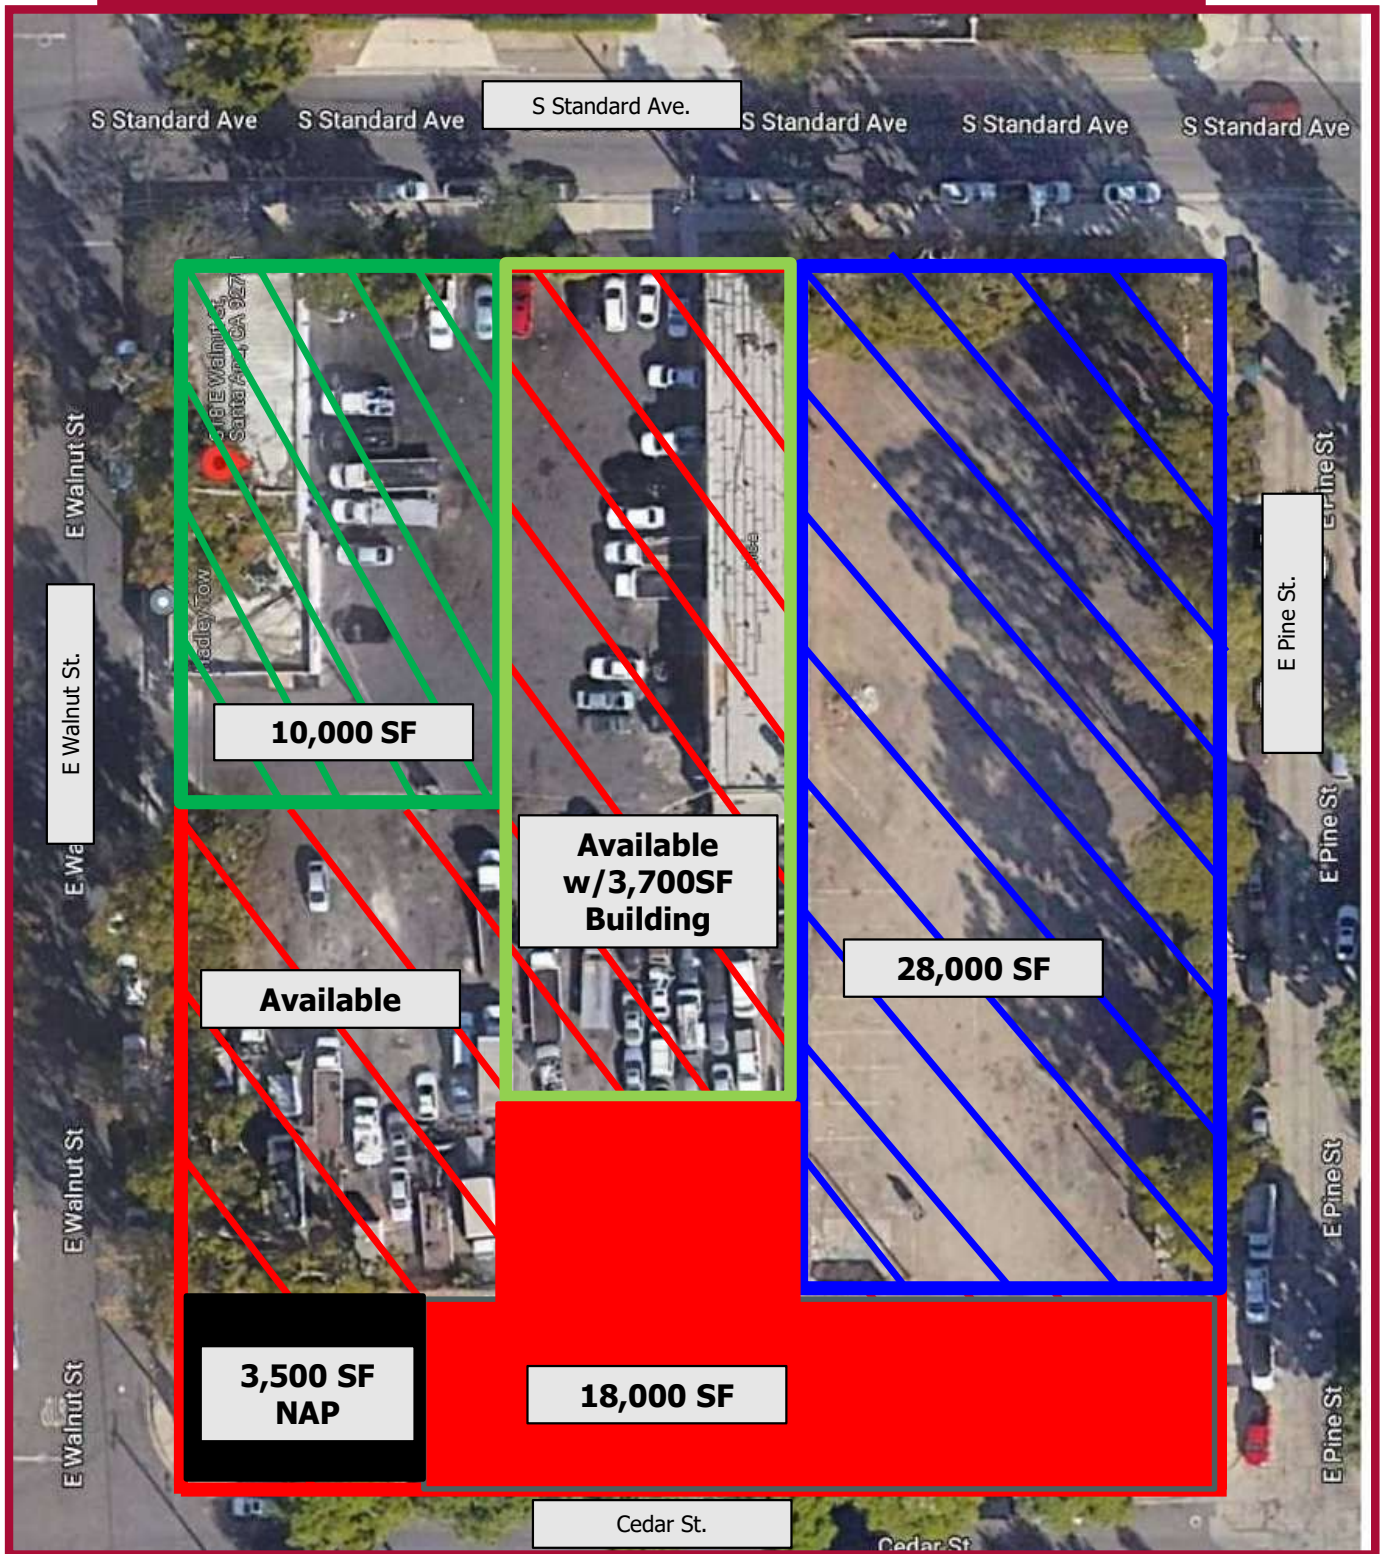 S Standard Ave.
S Standard Ave
S Standard Ave
S Standard Ave
S Standard Ave
S Standard Ave
E Walnut St
E Pine St
E Pine St.
E Walnut St.
10,000 SF
E Pine St
Available
w/3,700SF
Building
28,000 SF
Available
E Walnut St
E Pine St
3,500 SF
NAP
18,000 SF
E Walnut St
E Pine St
Cedar St.
Cedar St